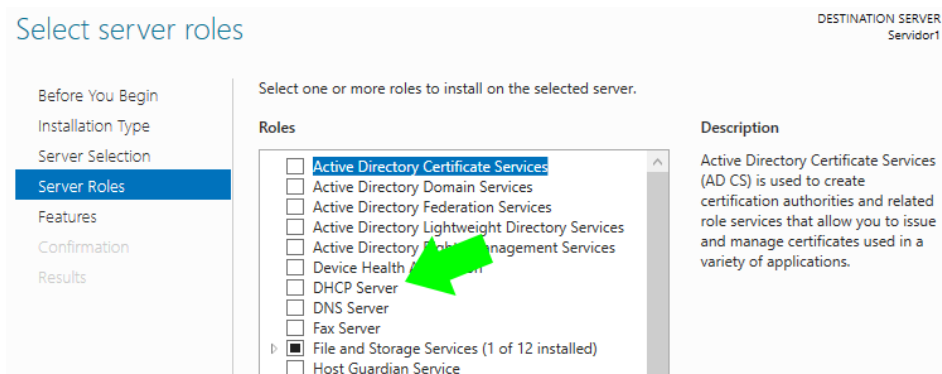 Select server roles
DESTINATION SERVER
Servidor1
Before You Begin
Installation Type
Server Selection
Server Roles
Features
Confirmation
Results
Select one or more roles to install on the selected server.
Roles
Active Directory Certificate Services
Active Directory Domain Services
Active Directory Federation Services
Active Directory Lightweight Directory Services
Active Directory Management Services
Device Health
DHCP Server
DNS Server
Fax Server
File and Storage Services (1 of 12 installed)
Host Guardian Service
Description
Active Directory Certificate Services
(AD CS) is used to create
certification authorities and related
role services that allow you to issue
and manage certificates used in a
variety of applications.